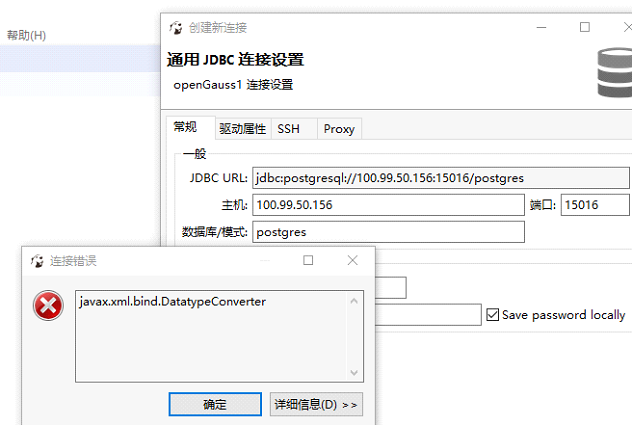 帮助(H)
创建新连接
通用 JDBC 连接设置
openGauss1 连接设置
常规 驱动属性 SSH Proxy
一般
JDBC URL: jdbc:postgresql://100.99.50.156:15016/postgres
主机: 100.99.50.156 端口: 15016
数据库/模式: postgres
Save password locally
连接错误
javax.xml.bind.DatatypeConverter
确定 详细信息(D) >>